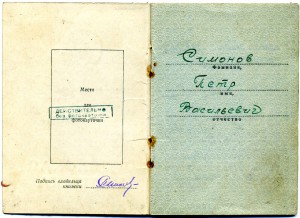 Место
для
ДЕЙСТВИТЕЛЬНО
без фотокарточки
фотокарточки
Подпись владельца
книжки
Симонов
Фамилия,
Петр
имя,
Васильевич
отчество